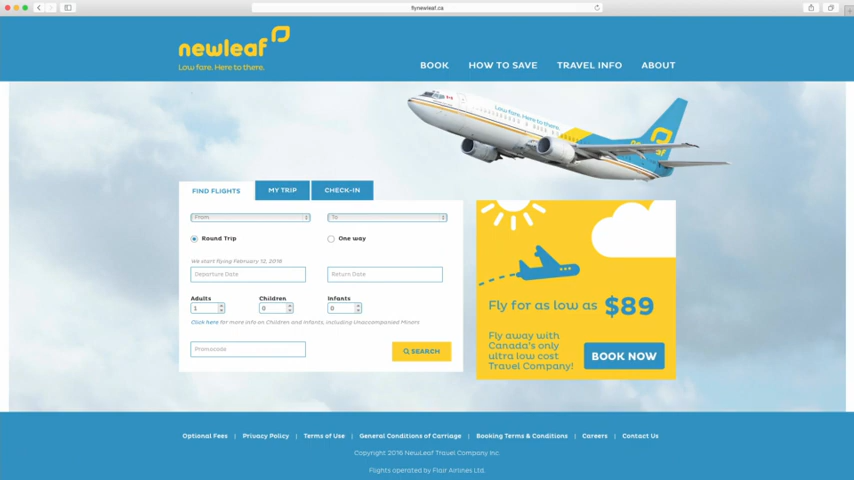 flynewleaf.ca
newleaf
Low fare. Here to there.
BOOK HOW TO SAVE TRAVEL INFO ABOUT
Low fare. Here to there.
newleaf
FIND FLIGHTS MY TRIP CHECK-IN
From To
Round Trip One way
We start flying February 12, 2016
Departure Date Return Date
Adults Children Infants
1 0 0
Click here for more info on Children and Infants, including Unaccompanied Minors
Promocode
SEARCH
Fly for as low as $89
Fly away with
Canada's only
ultra low cost
Travel Company!
BOOK NOW
Optional Fees | Privacy Policy | Terms of Use | General Conditions of Carriage | Booking Terms & Conditions | Careers | Contact Us
Copyright 2016 NewLeaf Travel Company Inc.
Flights operated by Flair Airlines Ltd.